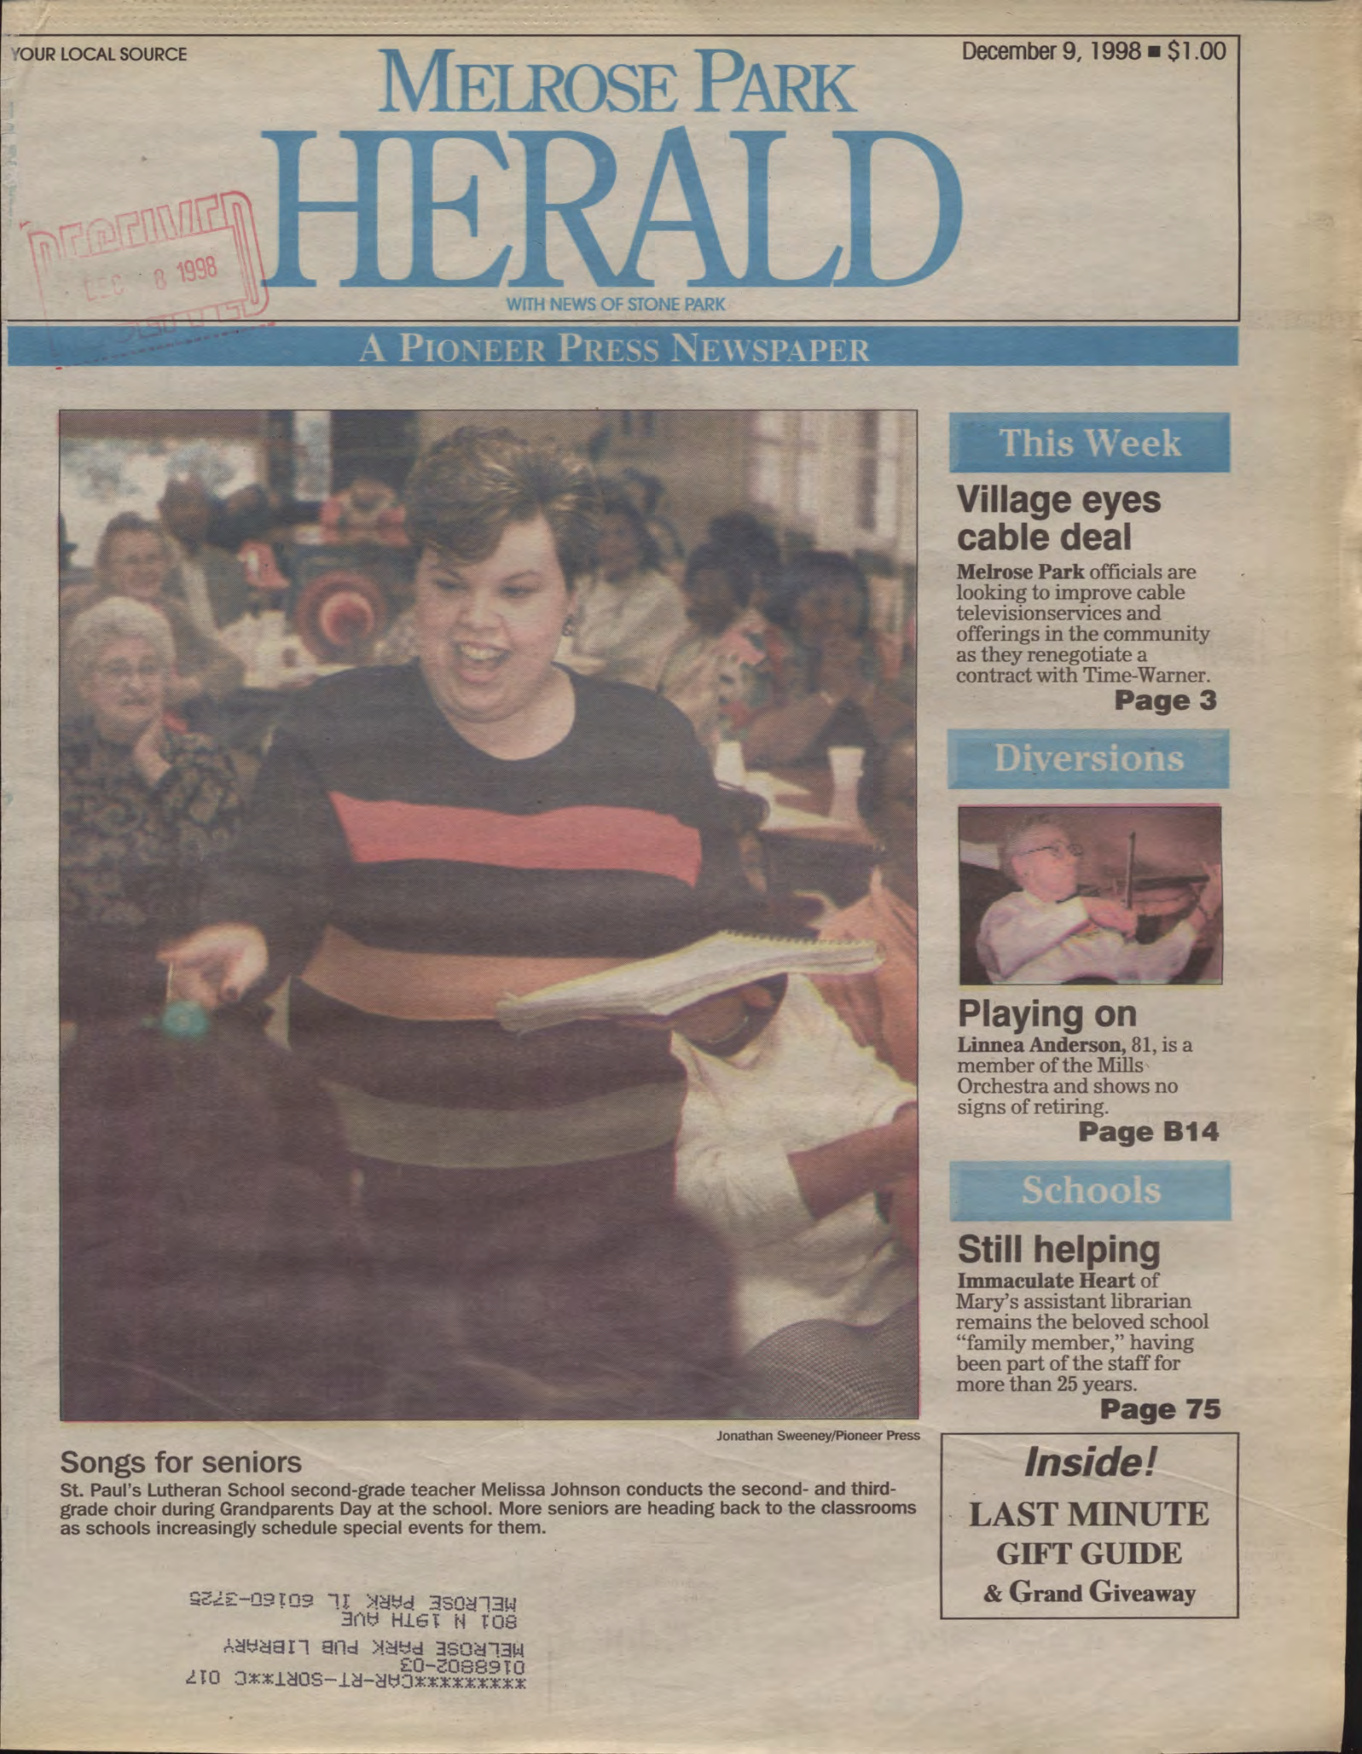 YOUR LOCAL SOURCE
December 9, 1998 ■ $1.00
MELROSE PARK
HERALD
WITH NEWS OF STONE PARK
RECEIVED
DEC 8 1998
A PIONEER PRESS NEWSPAPER
This Week
Village eyes
cable deal
Melrose Park officials are
looking to improve cable
televisionservices and
offerings in the community
as they renegotiate a
contract with Time-Warner.
Page 3
Diversions
Playing on
Linnea Anderson, 81, is a
member of the Mills
Orchestra and shows no
signs of retiring.
Page B14
Schools
Still helping
Immaculate Heart of
Mary's assistant librarian
remains the beloved school
“family member,” having
been part of the staff for
more than 25 years.
Page 75
Inside!
LAST MINUTE
GIFT GUIDE
& Grand Giveaway
Jonathan Sweeney/Pioneer Press
Songs for seniors
St. Paul's Lutheran School second-grade teacher Melissa Johnson conducts the second- and third-
grade choir during Grandparents Day at the school. More seniors are heading back to the classrooms
as schools increasingly schedule special events for them.
**********CAR-RT-SORT**C 017
0168802-03
MELROSE PARK PUB LIBRARY
801 N 19TH AVE
MELROSE PARK IL 60160-3725